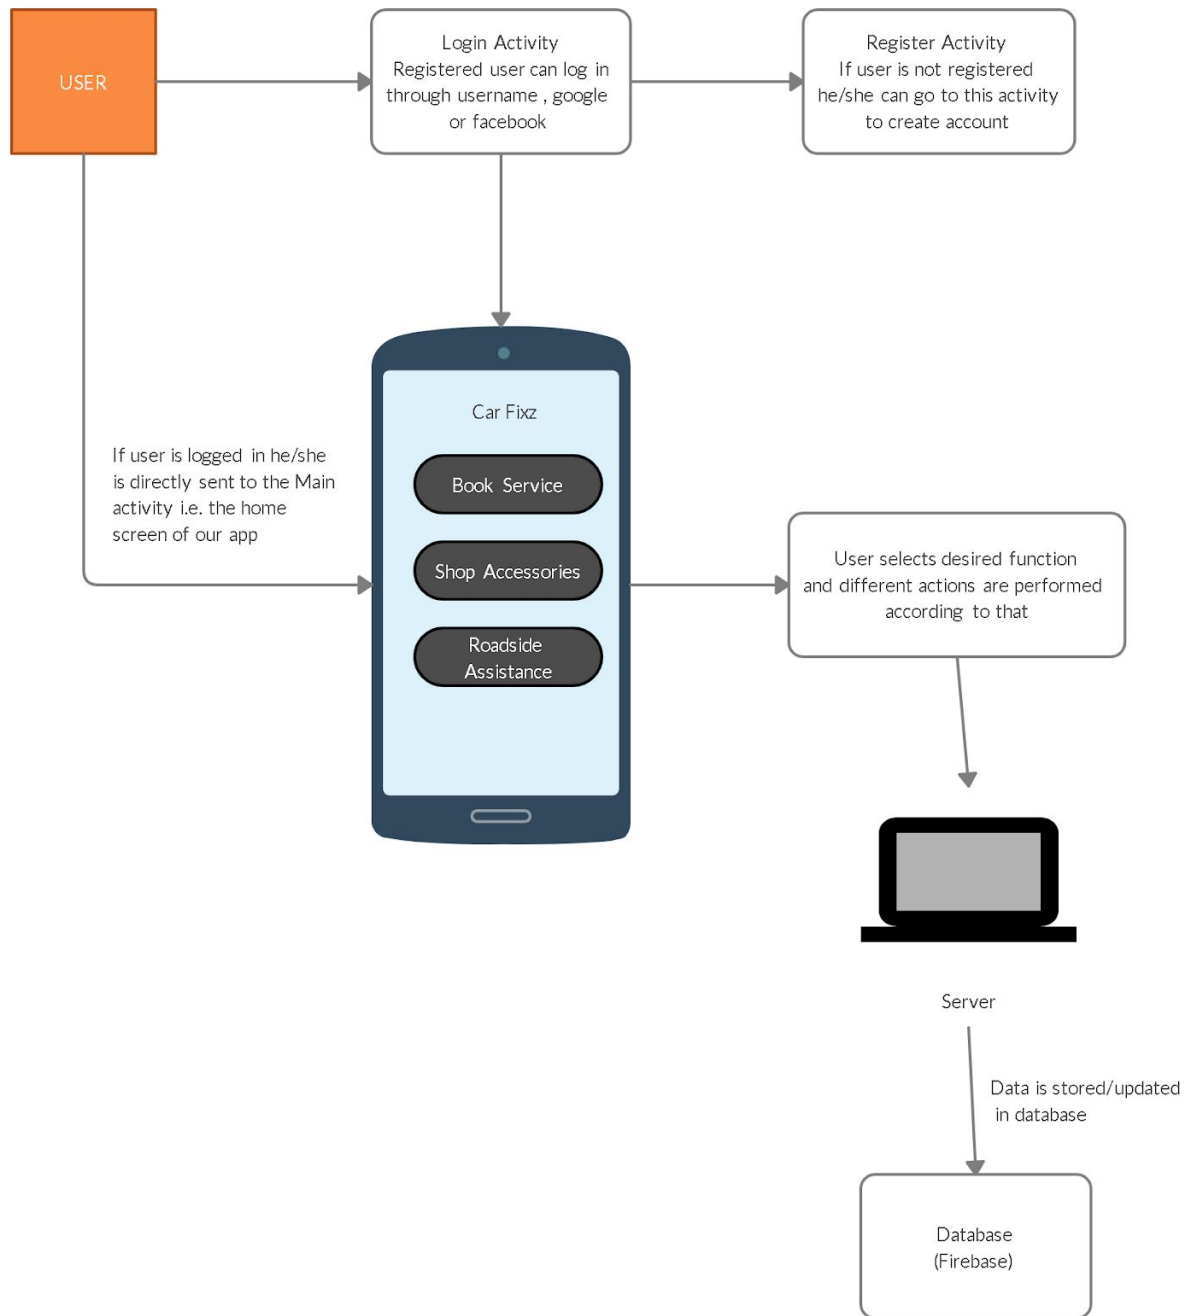 USER
Login Activity
Registered user can log in
through username , google
or facebook
Register Activity
If user is not registered
he/she can go to this activity
to create account
If user is logged in he/she
is directly sent to the Main
activity i.e. the home
screen of our app
Car Fixz
Book Service
Shop Accessories
Roadside
Assistance
User selects desired function
and different actions are performed
according to that
Server
Data is stored/updated
in database
Database
(Firebase)